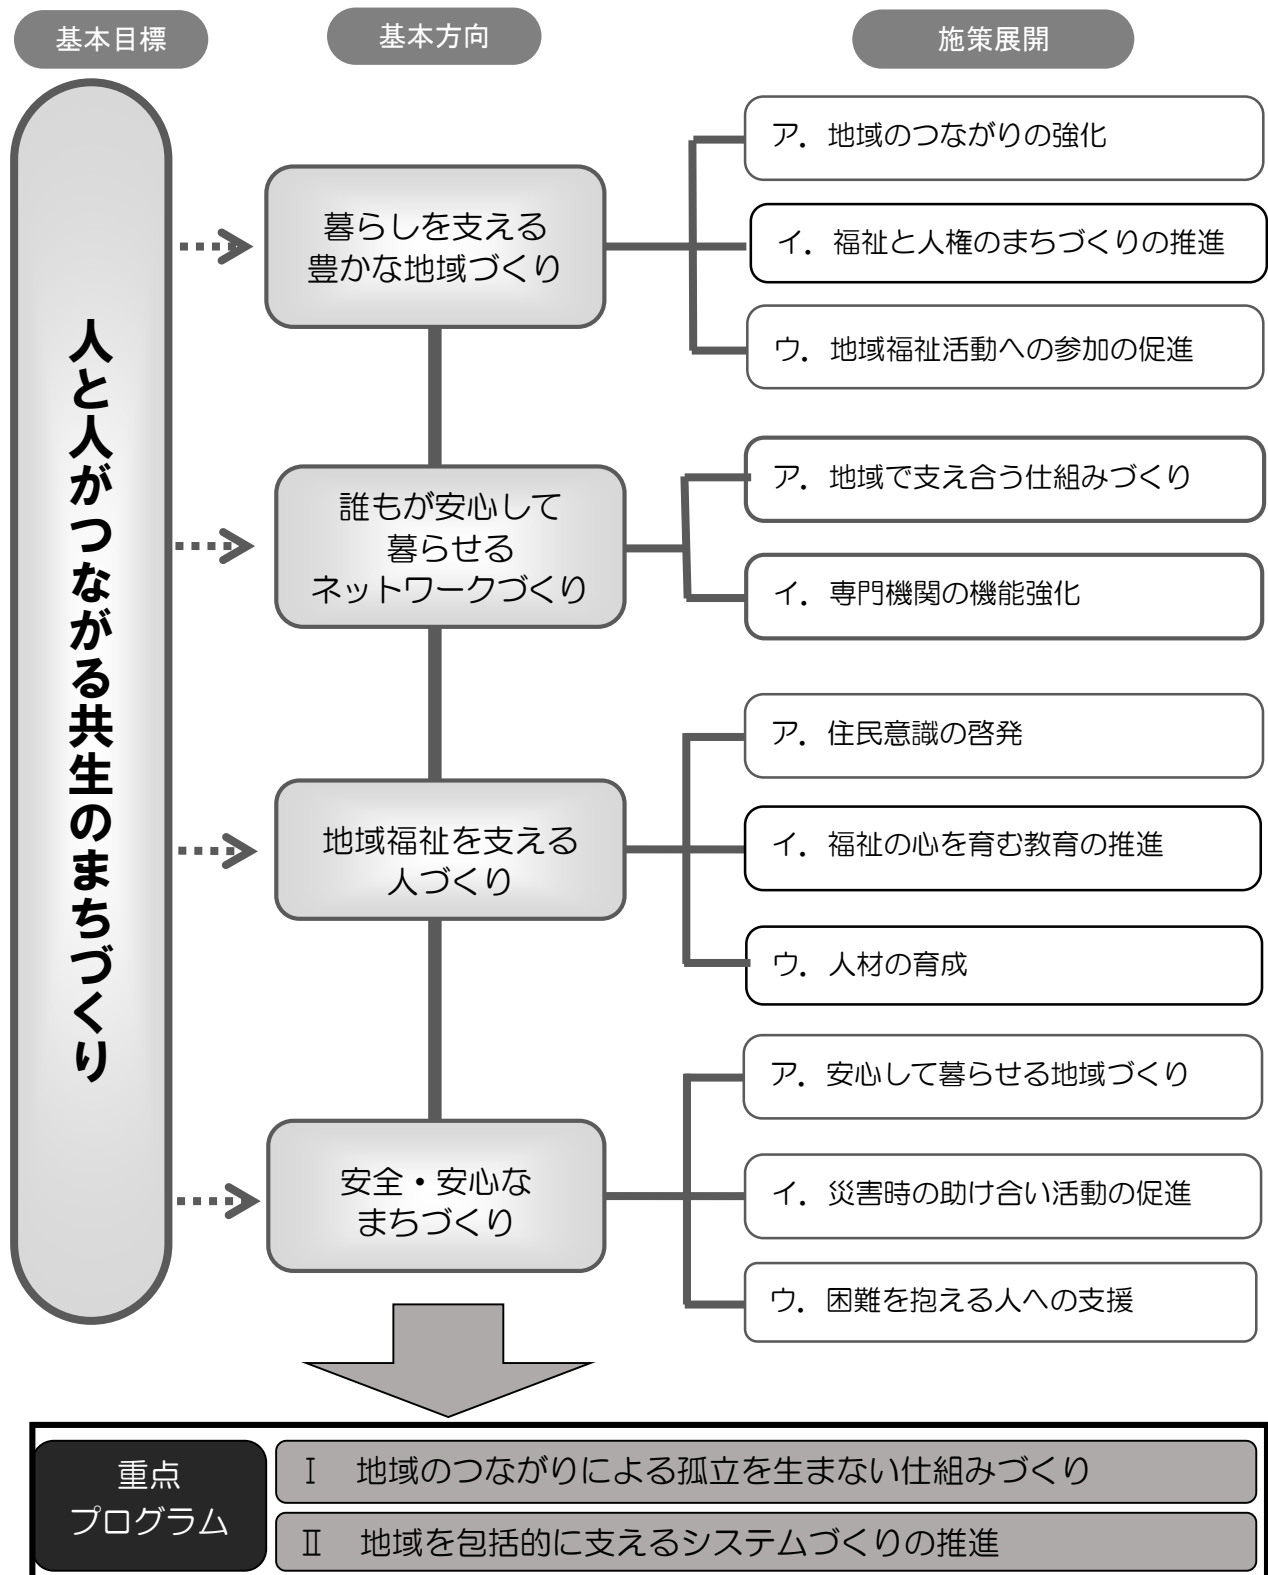 基本目標
基本方向
施策展開
人と人がつながる共生のまちづくり
暮らしを支える
豊かな地域づくり
ア．地域のつながりの強化
イ．福祉と人権のまちづくりの推進
ウ．地域福祉活動への参加の促進
誰もが安心して
暮らせる
ネットワークづくり
ア．地域で支え合う仕組みづくり
イ．専門機関の機能強化
地域福祉を支える
人づくり
ア．住民意識の啓発
イ．福祉の心を育む教育の推進
ウ．人材の育成
安全・安心な
まちづくり
ア．安心して暮らせる地域づくり
イ．災害時の助け合い活動の促進
ウ．困難を抱える人への支援
重点
プログラム
Ⅰ　地域のつながりによる孤立を生まない仕組みづくり
Ⅱ　地域を包括的に支えるシステムづくりの推進